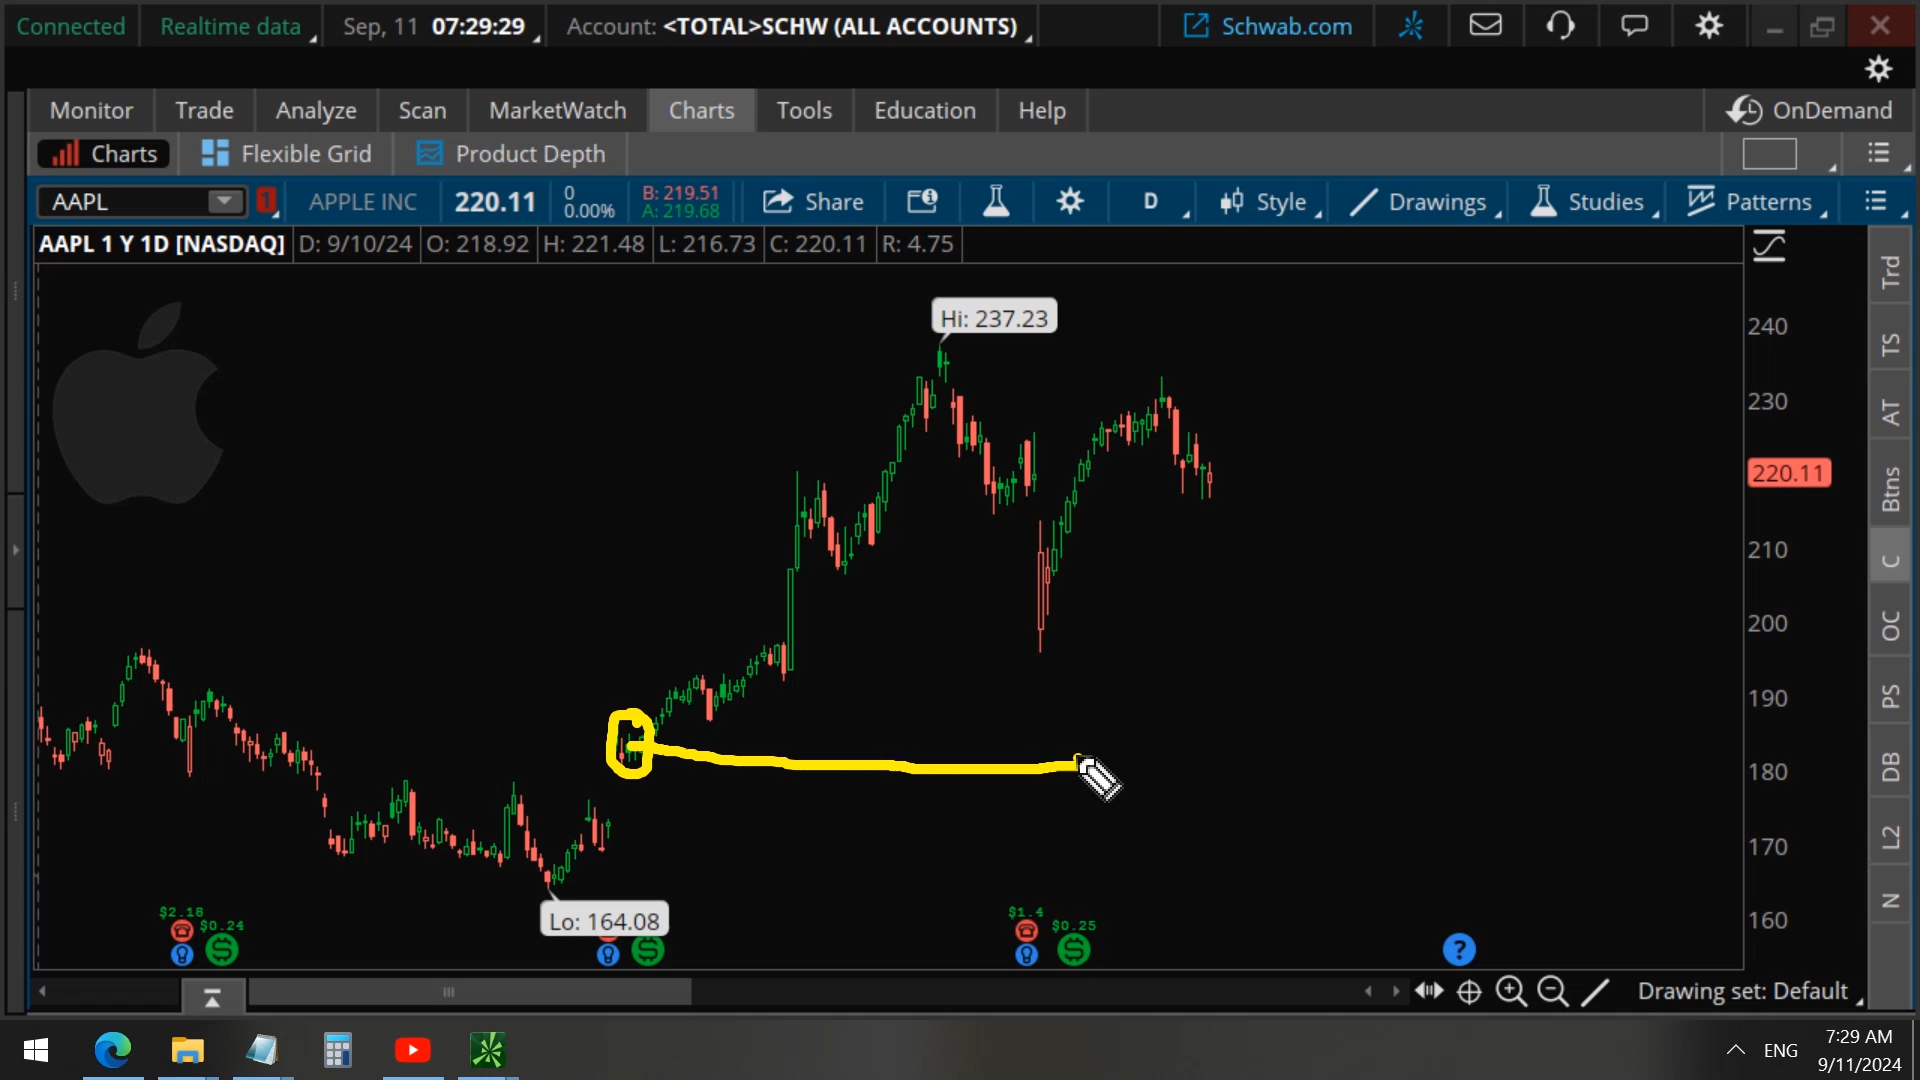 Connected Realtime data Sep, 11 07:29:29 Account: <TOTAL>SCHW (ALL ACCOUNTS) Schwab.com
Monitor Trade Analyze Scan MarketWatch Charts Tools Education Help OnDemand
Charts Flexible Grid Product Depth
AAPL 1 APPLE INC 220.11 0 B: 219.51 Share D Style Drawings Studies Patterns
0.00% A: 219.68
AAPL 1 Y 1D [NASDAQ] D: 9/10/24 O: 218.92 H: 221.48 L: 216.73 C: 220.11 R: 4.75
Trd
Hi: 237.23
240
TS
230
AT
220.11
Btns
210
C
200
OC
190
PS
180
DB
170
L2
N
$2.18 $0.24
Lo: 164.08
$1.4 $0.25
160
?
Drawing set: Default
ENG
7:29 AM
9/11/2024